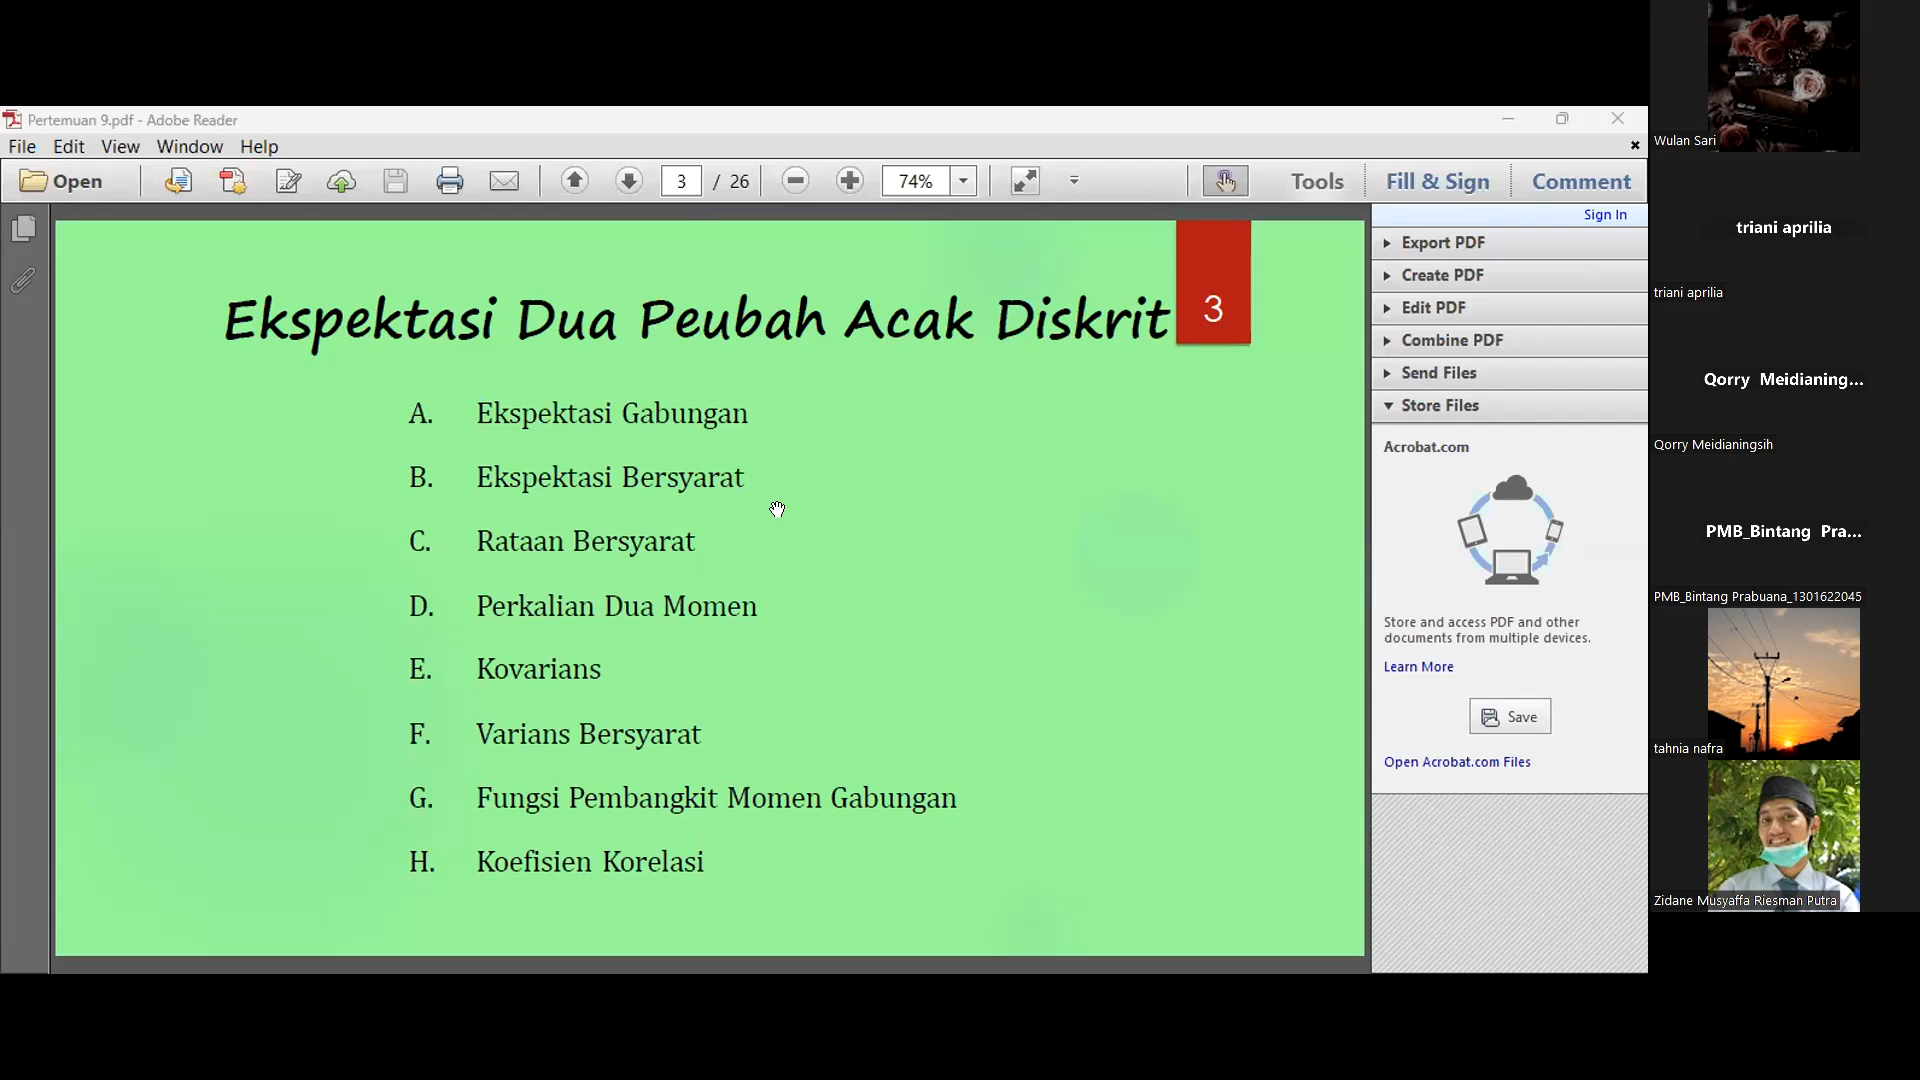 Pertemuan 9.pdf - Adobe Reader
File Edit View Window Help
Open 3 / 26 74% Tools Fill & Sign Comment
Sign In
Export PDF
Create PDF
Edit PDF
Combine PDF
Send Files
Store Files
Acrobat.com
Store and access PDF and other
documents from multiple devices.
Learn More
Save
Open Acrobat.com Files
Ekspektasi Dua Peubah Acak Diskrit
3
A. Ekspektasi Gabungan
B. Ekspektasi Bersyarat
C. Rataan Bersyarat
D. Perkalian Dua Momen
E. Kovarians
F. Varians Bersyarat
G. Fungsi Pembangkit Momen Gabungan
H. Koefisien Korelasi
Wulan Sari
triani aprilia
triani aprilia
Qorry Meidianing...
Qorry Meidianingsih
PMB_Bintang Pra...
PMB_Bintang Prabuana_1301622045
tahnia nafra
Zidane Musyaffa Riesman Putra